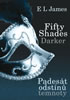 E L James
Fifty
Shades
Darker
Padesát
odstínů
temnoty